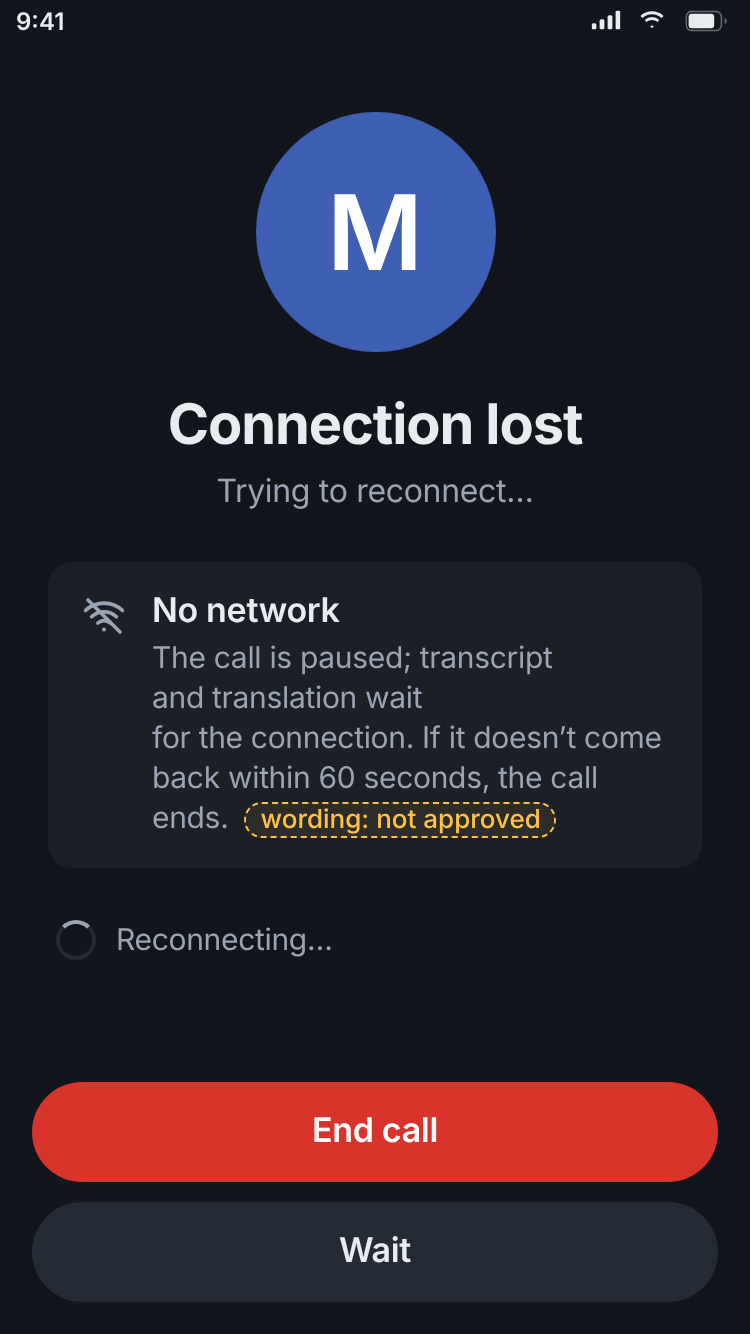 9:41
M
Connection lost
Trying to reconnect...
No network
The call is paused; transcript
and translation wait
for the connection. If it doesn’t come
back within 60 seconds, the call
ends. wording: not approved
Reconnecting...
End call
Wait